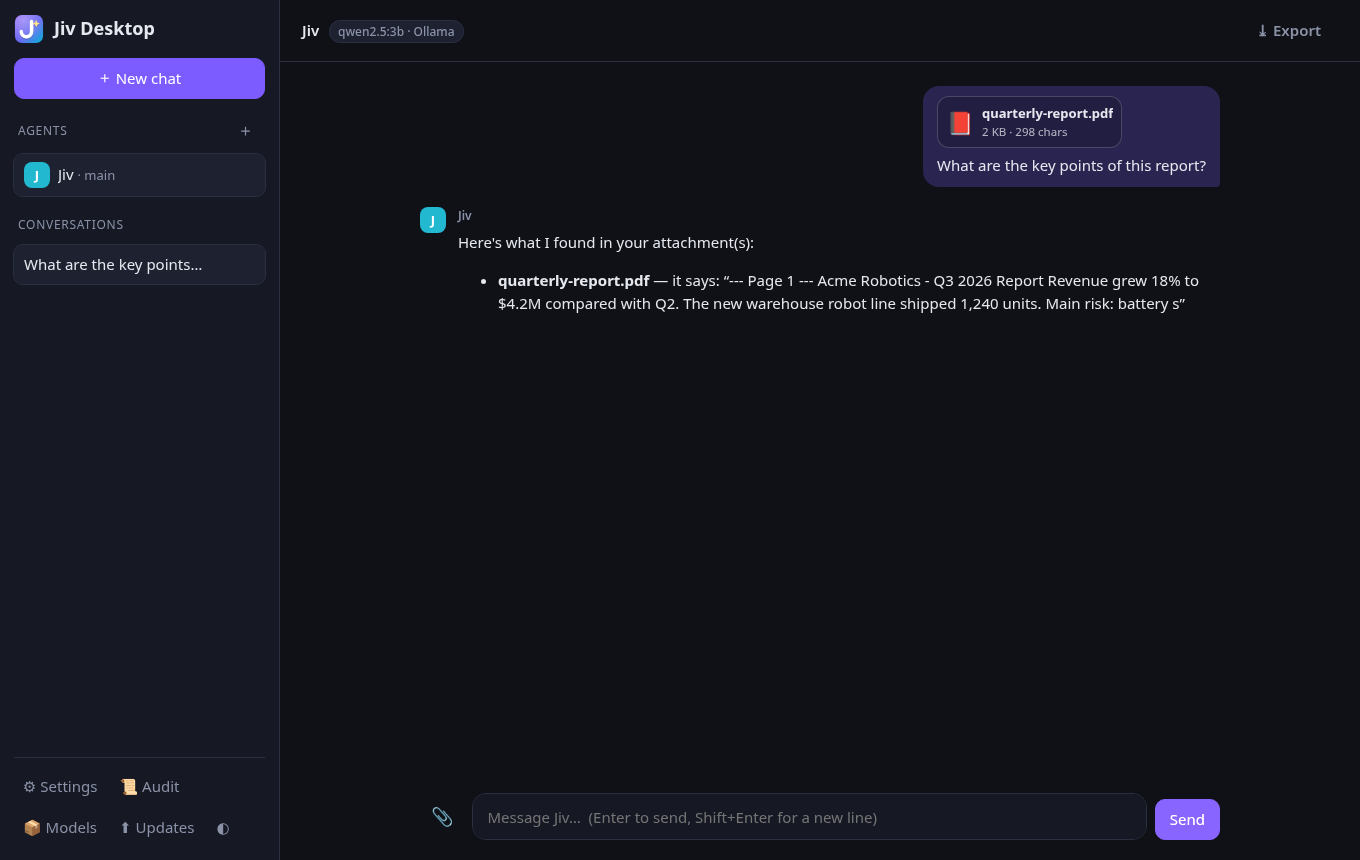 Jiv Desktop
+ New chat
AGENTS +
J Jiv · main
CONVERSATIONS
What are the key points...
⚙ Settings
📜 Audit
📦 Models
⬆ Updates
◐
Jiv
qwen2.5:3b · Ollama
⤓ Export
quarterly-report.pdf
2 KB · 298 chars
What are the key points of this report?
J Jiv
Here's what I found in your attachment(s):
• quarterly-report.pdf — it says: “--- Page 1 --- Acme Robotics - Q3 2026 Report Revenue grew 18% to
$4.2M compared with Q2. The new warehouse robot line shipped 1,240 units. Main risk: battery s”
Message Jiv… (Enter to send, Shift+Enter for a new line)
Send